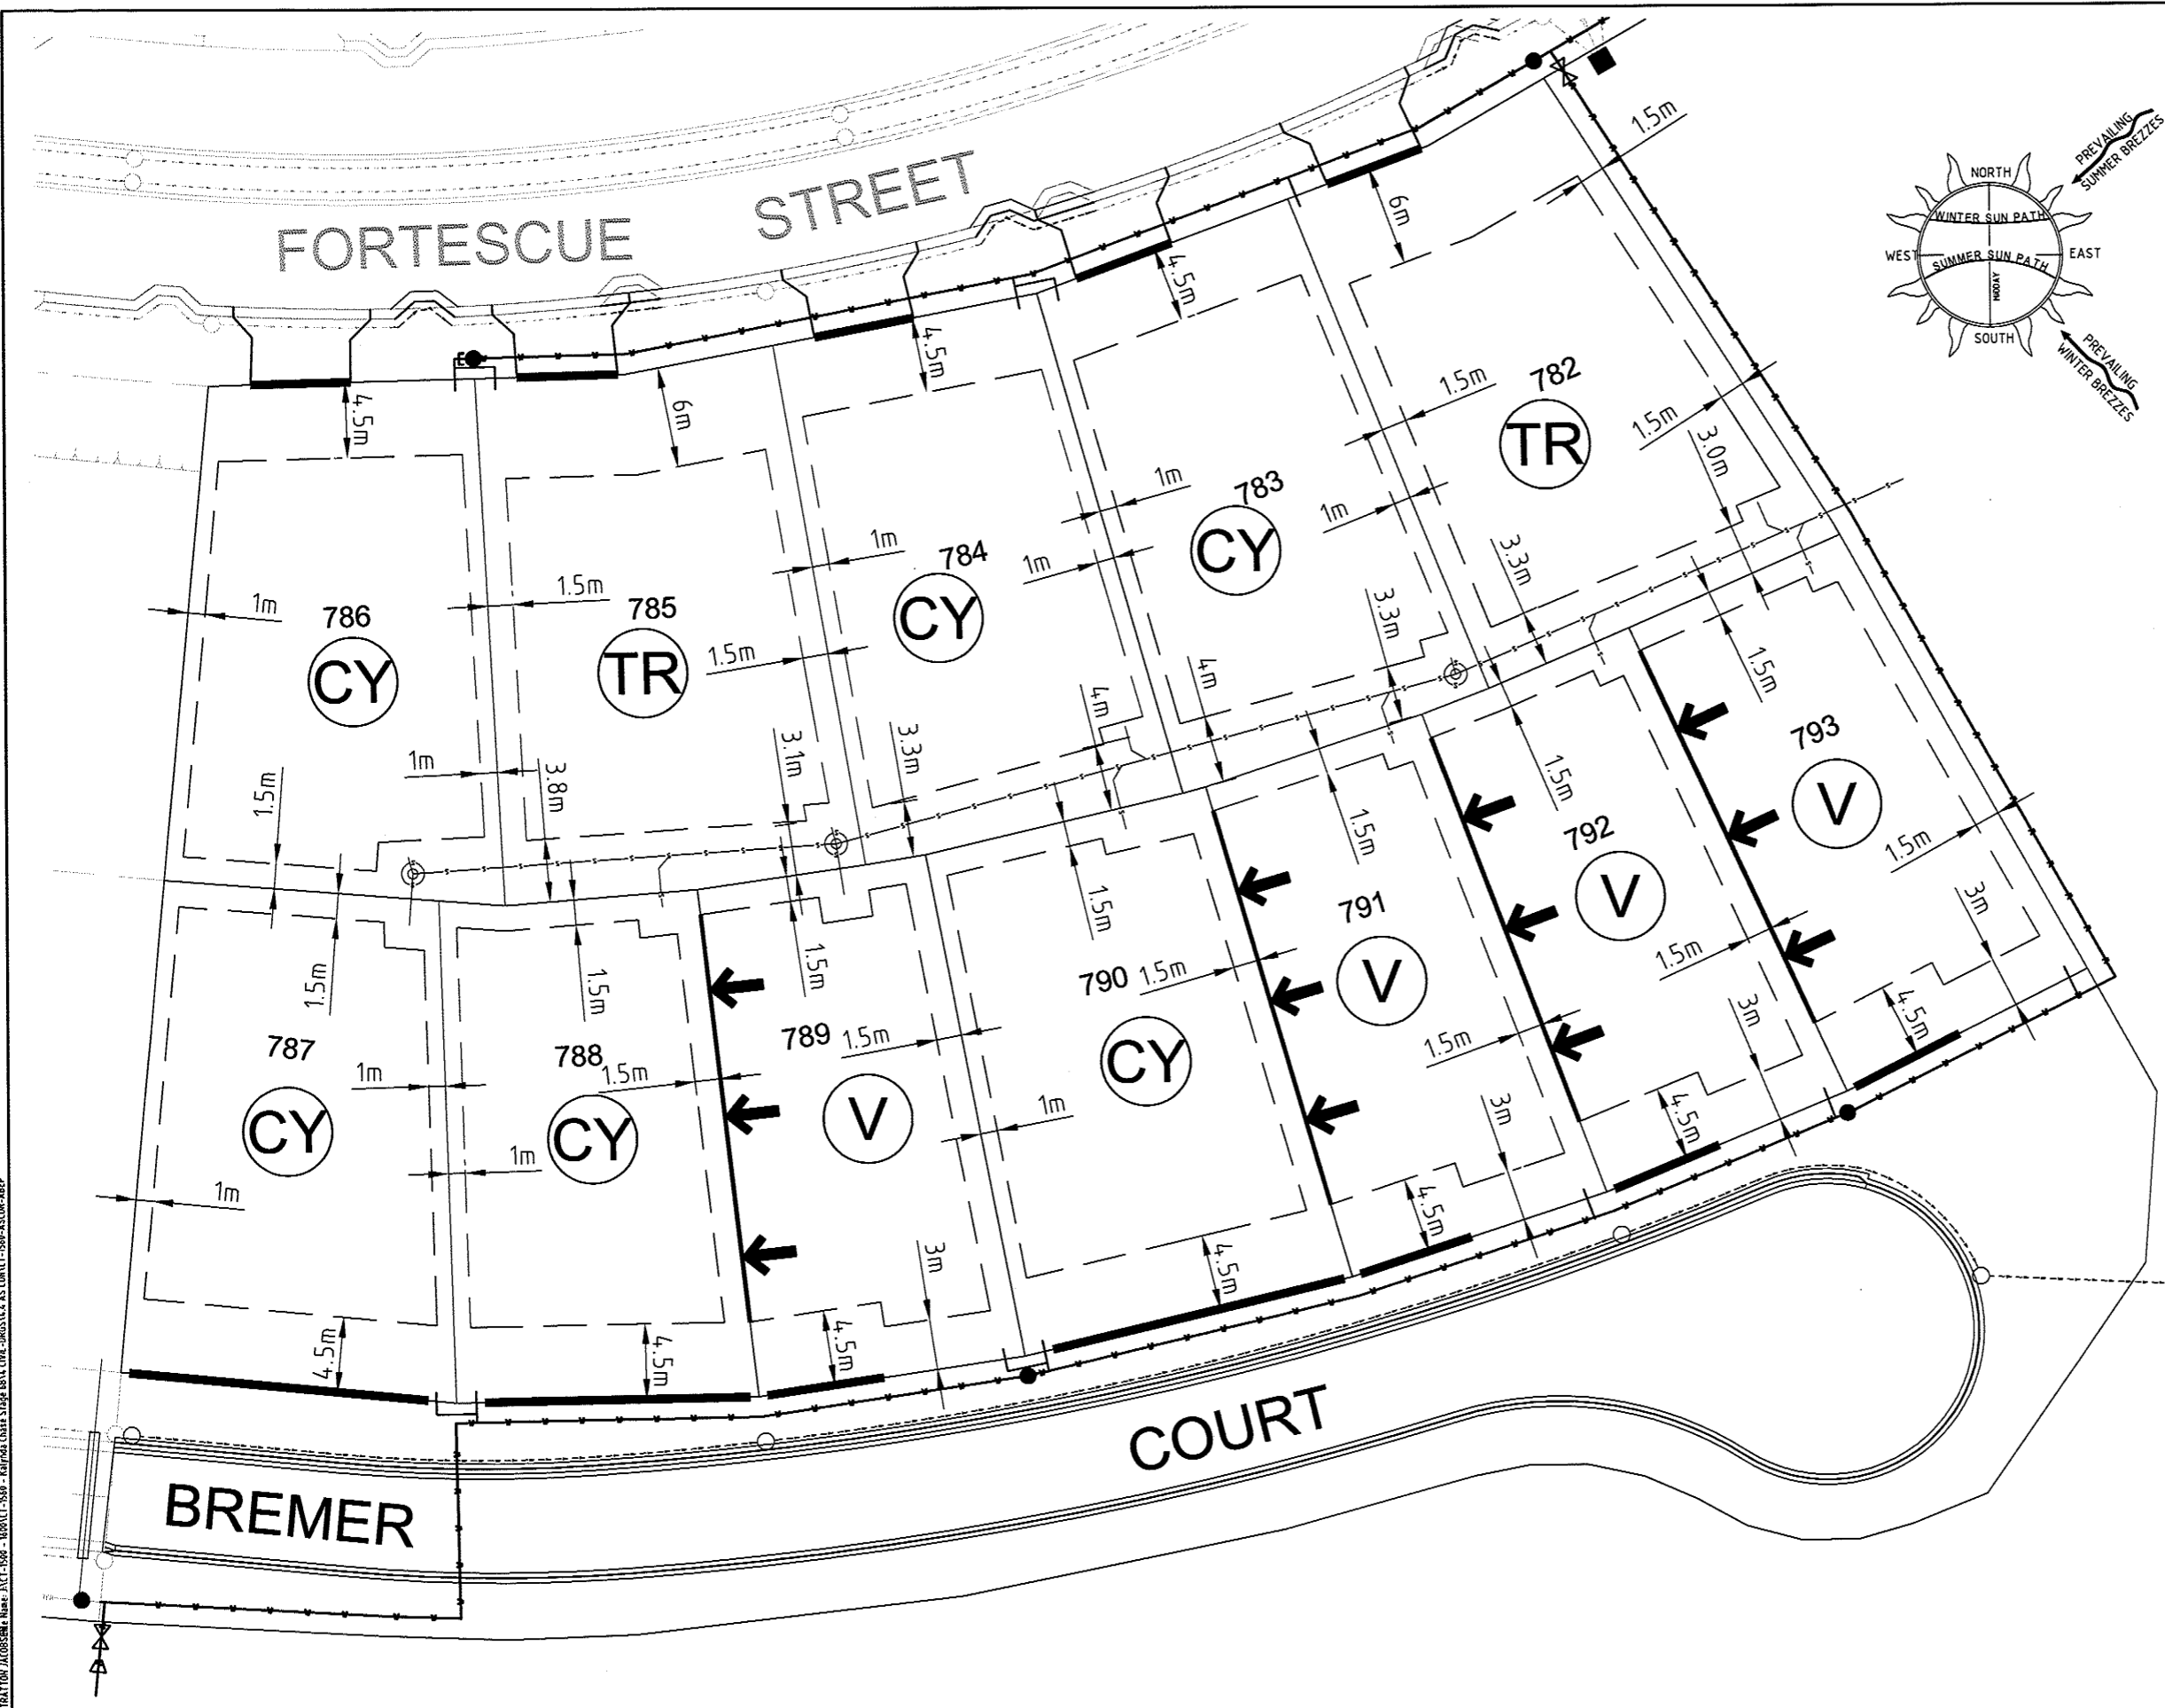 FORTESCUE STREET
PREVAILING
SUMMER BREZZES
NORTH
WINTER SUN PATH
WEST
EAST
SUMMER SUN PATH
MIDDAY
SOUTH
PREVAILING
WINTER BREZZES
1.5m
6m
4.5m
4.5m
6m
4.5m
782
TR
1.5m
1.5m
3.0m
783
CY
1m
1m
3.3m
3.3m
4m
784
CY
1m
1m
4m
3.3m
785
TR
1.5m
1.5m
3.1m
3.8m
786
CY
1m
1m
1.5m
787
CY
1.5m
1m
1m
4.5m
788
CY
1.5m
1.5m
1m
4.5m
789
V
1.5m
1.5m
3m
4.5m
790
CY
1.5m
1.5m
1m
4.5m
791
V
1.5m
1.5m
3m
4.5m
792
V
1.5m
1.5m
3m
4.5m
793
V
1.5m
1.5m
3m
4.5m
BREMER COURT